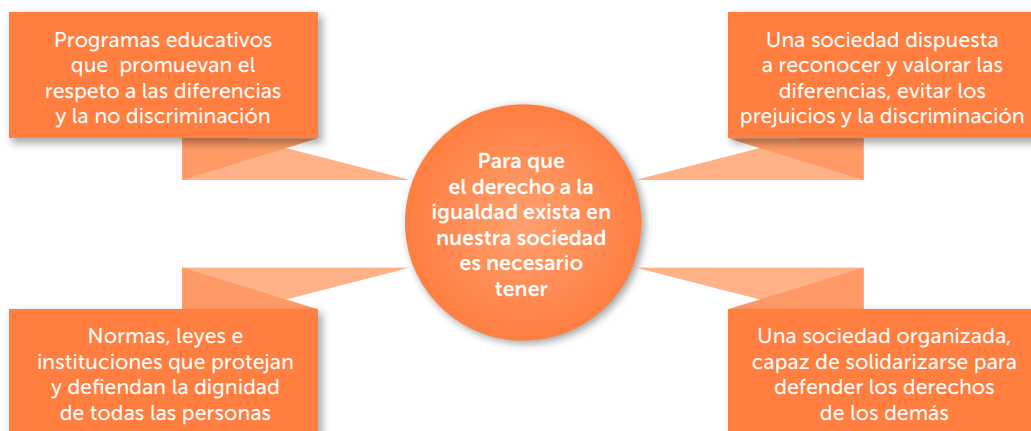 Programas educativos
que promuevan el
respeto a las diferencias
y la no discriminación
Una sociedad dispuesta
a reconocer y valorar las
diferencias, evitar los
prejuicios y la discriminación
Para que
el derecho a la
igualdad exista en
nuestra sociedad
es necesario
tener
Normas, leyes e
instituciones que protejan
y defiendan la dignidad
de todas las personas
Una sociedad organizada,
capaz de solidarizarse para
defender los derechos
de los demás